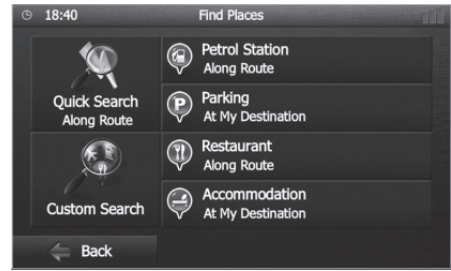 18:40 Find Places
Quick Search
Along Route
Custom Search
Petrol Station
Along Route
P Parking
At My Destination
Restaurant
Along Route
Accommodation
At My Destination
Back